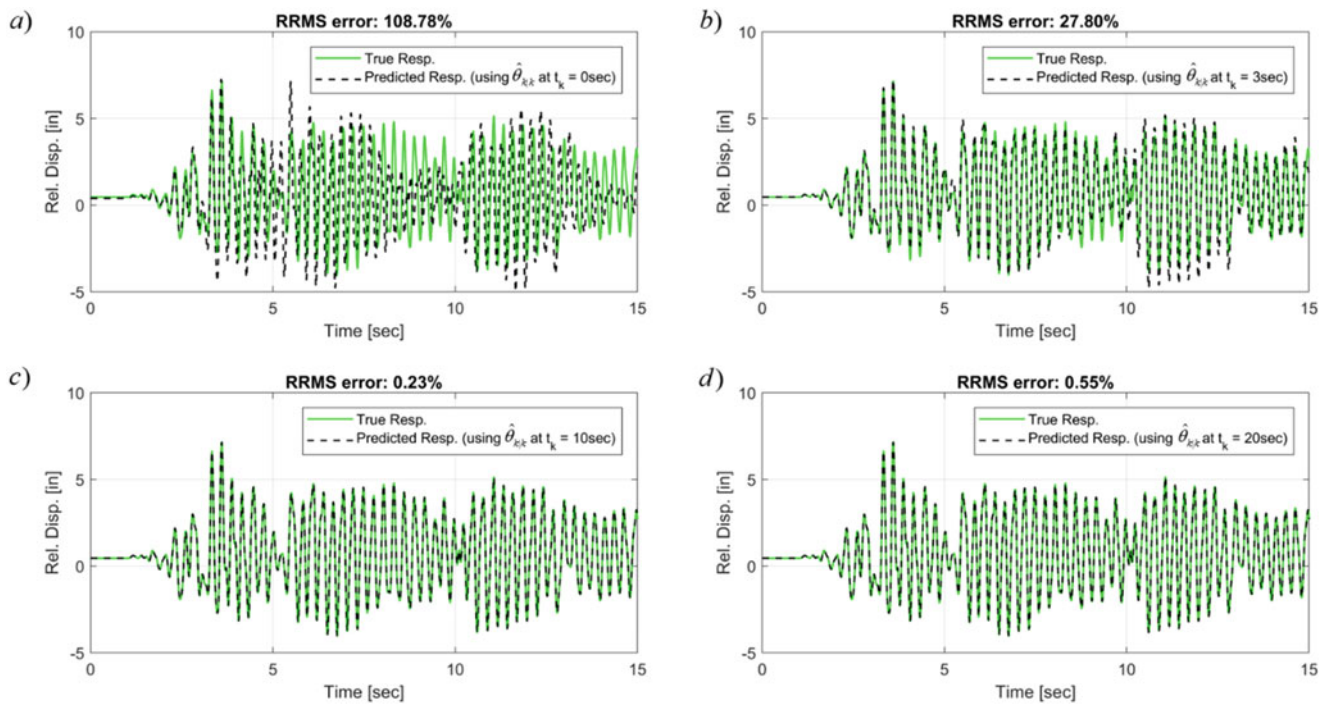 a)
RRMS error: 108.78%
True Resp.
Predicted Resp. (using θ̂k|k at tk = 0sec)
Rel. Disp. [in]
10
5
0
-5
0
5
10
15
Time [sec]
b)
RRMS error: 27.80%
True Resp.
Predicted Resp. (using θ̂k|k at tk = 3sec)
Rel. Disp. [in]
10
5
0
-5
0
5
10
15
Time [sec]
c)
RRMS error: 0.23%
True Resp.
Predicted Resp. (using θ̂k|k at tk = 10sec)
Rel. Disp. [in]
10
5
0
-5
0
5
10
15
Time [sec]
d)
RRMS error: 0.55%
True Resp.
Predicted Resp. (using θ̂k|k at tk = 20sec)
Rel. Disp. [in]
10
5
0
-5
0
5
10
15
Time [sec]